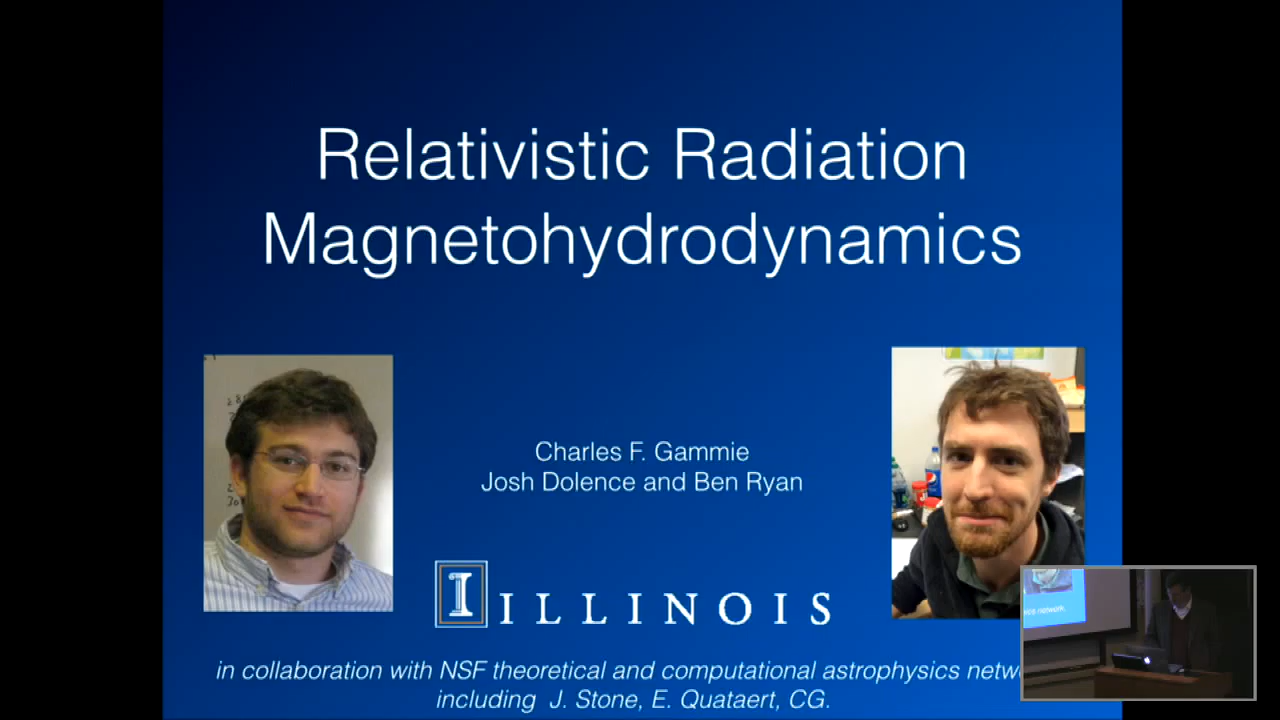 Relativistic Radiation
Magnetohydrodynamics
Charles F. Gammie
Josh Dolence and Ben Ryan
I ILLINOIS
in collaboration with NSF theoretical and computational astrophysics
including J. Stone, E. Quataert, CG.
network.